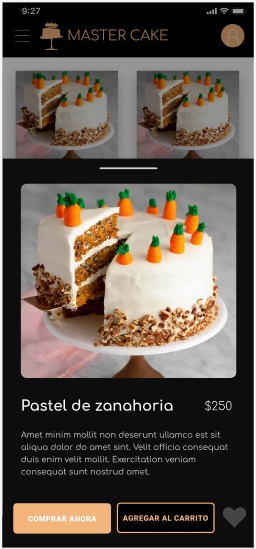 9:27
MASTER CAKE
Pastel de zanahoria $250
Amet minim mollit non deserunt ullamco est sit
aliqua dolor do amet sint. Velit officia consequat
duis enim velit mollit. Exercitation veniam
consequat sunt nostrud amet.
COMPRAR AHORA AGREGAR AL CARRITO